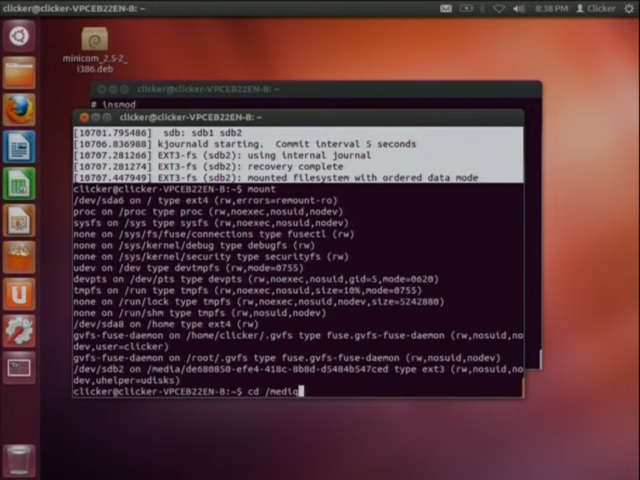 clicker@clicker-VPCEB22EN-B: ~
8:38 PM
Clicker
minicom_2.5-2_
i386.deb
clicker@clicker-VPCEB22EN-B: ~
# insmod
clicker@clicker-VPCEB22EN-B: ~
[10701.795486]  sdb: sdb1 sdb2
[10706.836988] kjournald starting.  Commit interval 5 seconds
[10707.281266] EXT3-fs (sdb2): using internal journal
[10707.281274] EXT3-fs (sdb2): recovery complete
[10707.447949] EXT3-fs (sdb2): mounted filesystem with ordered data mode
clicker@clicker-VPCEB22EN-B:~$ mount
/dev/sda6 on / type ext4 (rw,errors=remount-ro)
proc on /proc type proc (rw,noexec,nosuid,nodev)
sysfs on /sys type sysfs (rw,noexec,nosuid,nodev)
none on /sys/fs/fuse/connections type fusectl (rw)
none on /sys/kernel/debug type debugfs (rw)
none on /sys/kernel/security type securityfs (rw)
udev on /dev type devtmpfs (rw,mode=0755)
devpts on /dev/pts type devpts (rw,noexec,nosuid,gid=5,mode=0620)
tmpfs on /run type tmpfs (rw,noexec,nosuid,size=10%,mode=0755)
none on /run/lock type tmpfs (rw,noexec,nosuid,nodev,size=5242880)
none on /run/shm type tmpfs (rw,nosuid,nodev)
/dev/sda8 on /home type ext4 (rw)
gvfs-fuse-daemon on /home/clicker/.gvfs type fuse.gvfs-fuse-daemon (rw,nosuid,no
dev,user=clicker)
gvfs-fuse-daemon on /root/.gvfs type fuse.gvfs-fuse-daemon (rw,nosuid,nodev)
/dev/sdb2 on /media/de680850-efe4-418c-8b8d-d5484b547ced type ext3 (rw,nosuid,no
dev,uhelper=udisks)
clicker@clicker-VPCEB22EN-B:~$ cd /media